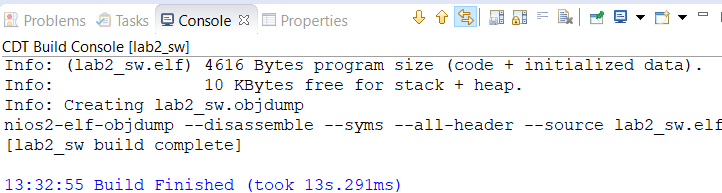 Problems Tasks Console Properties
CDT Build Console [lab2_sw]
Info: (lab2_sw.elf) 4616 Bytes program size (code + initialized data).
Info:               10 KBytes free for stack + heap.
Info: Creating lab2_sw.objdump
nios2-elf-objdump --disassemble --syms --all-header --source lab2_sw.elf
[lab2_sw build complete]
13:32:55 Build Finished (took 13s.291ms)